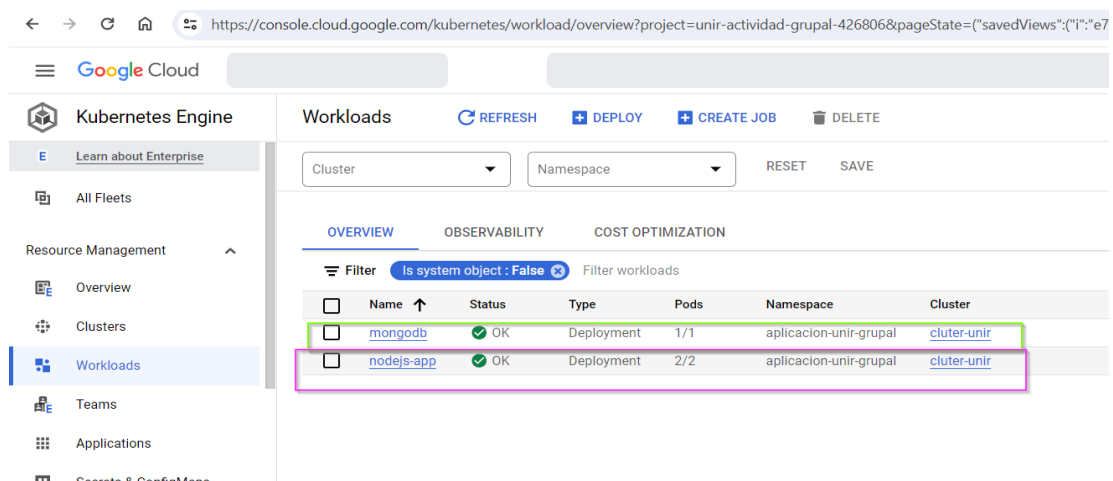 https://console.cloud.google.com/kubernetes/workload/overview?project=unir-actividad-grupal-426806&pageState=("savedViews":("i":"e7
Google Cloud
Kubernetes Engine
Workloads REFRESH DEPLOY CREATE JOB DELETE
E Learn about Enterprise
Cluster Namespace RESET SAVE
All Fleets
OVERVIEW OBSERVABILITY COST OPTIMIZATION
Resource Management
Filter Is system object : False Filter workloads
Overview
Name Status Type Pods Namespace Cluster
Clusters
mongodb OK Deployment 1/1 aplicacion-unir-grupal cluter-unir
Workloads
nodejs-app OK Deployment 2/2 aplicacion-unir-grupal cluter-unir
Teams
Applications
Secrets & ConfigMaps